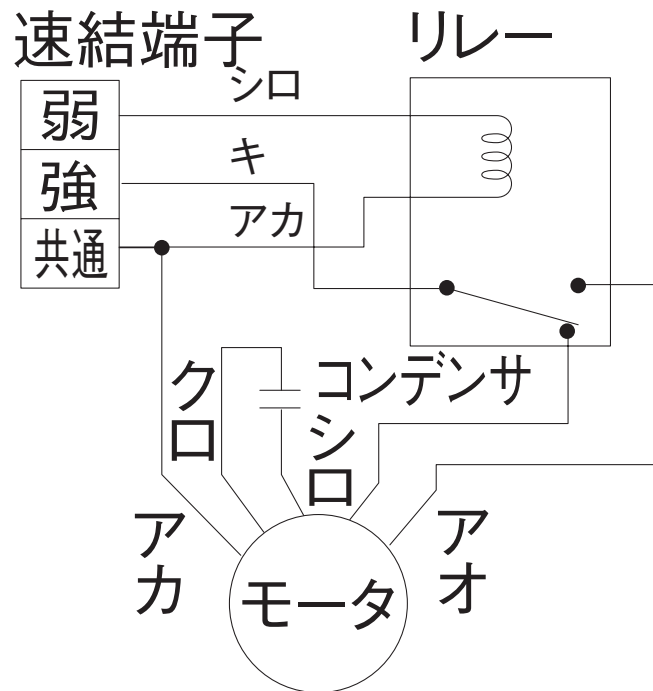 速結端子
リレー
シロ
弱
キ
強
アカ
共通
コンデンサ
クロ
シロ
アカ
アオ
モータ